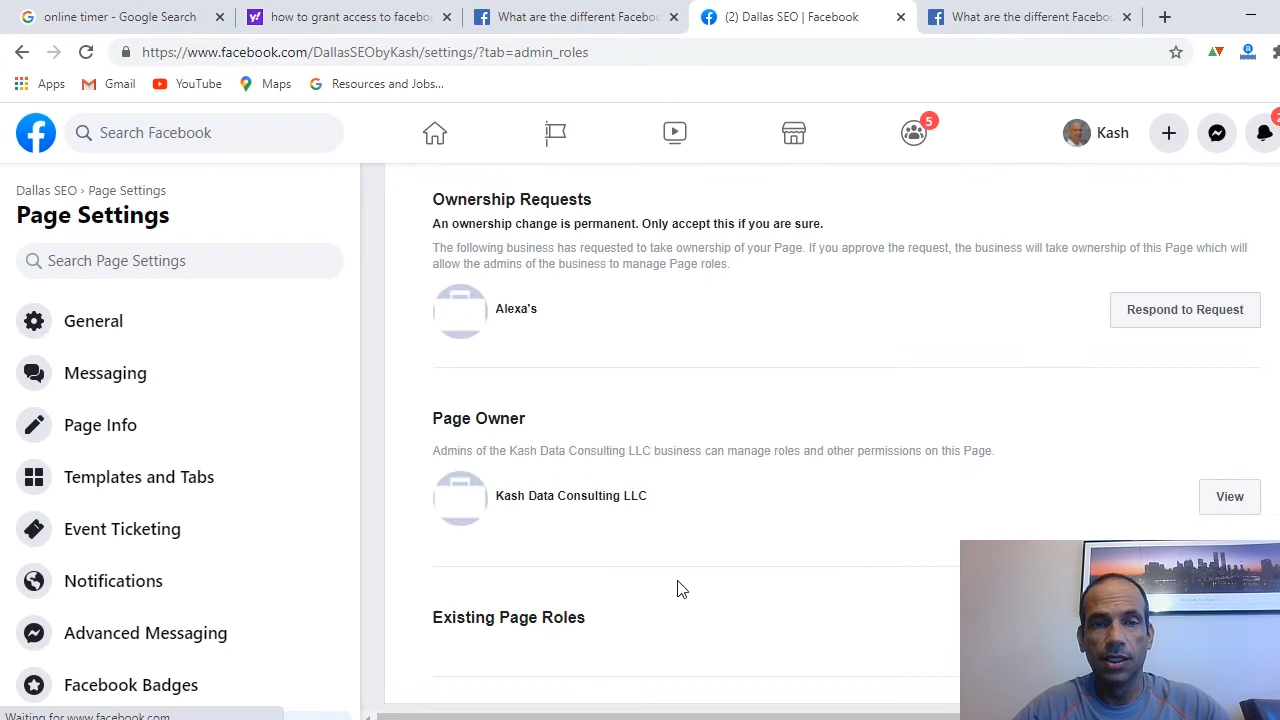 online timer - Google Search
how to grant access to facebo
What are the different Facebo
(2) Dallas SEO | Facebook
What are the different Facebo
https://www.facebook.com/DallasSEObyKash/settings/?tab=admin_roles
Apps
Gmail
YouTube
Maps
Resources and Jobs...
Search Facebook
5
Kash
2
Dallas SEO › Page Settings
Page Settings
Search Page Settings
General
Messaging
Page Info
Templates and Tabs
Event Ticketing
Notifications
Advanced Messaging
Facebook Badges
Waiting for www.facebook.com
Ownership Requests
An ownership change is permanent. Only accept this if you are sure.
The following business has requested to take ownership of your Page. If you approve the request, the business will take ownership of this Page which will
allow the admins of the business to manage Page roles.
Alexa's
Respond to Request
Page Owner
Admins of the Kash Data Consulting LLC business can manage roles and other permissions on this Page.
Kash Data Consulting LLC
View
Existing Page Roles